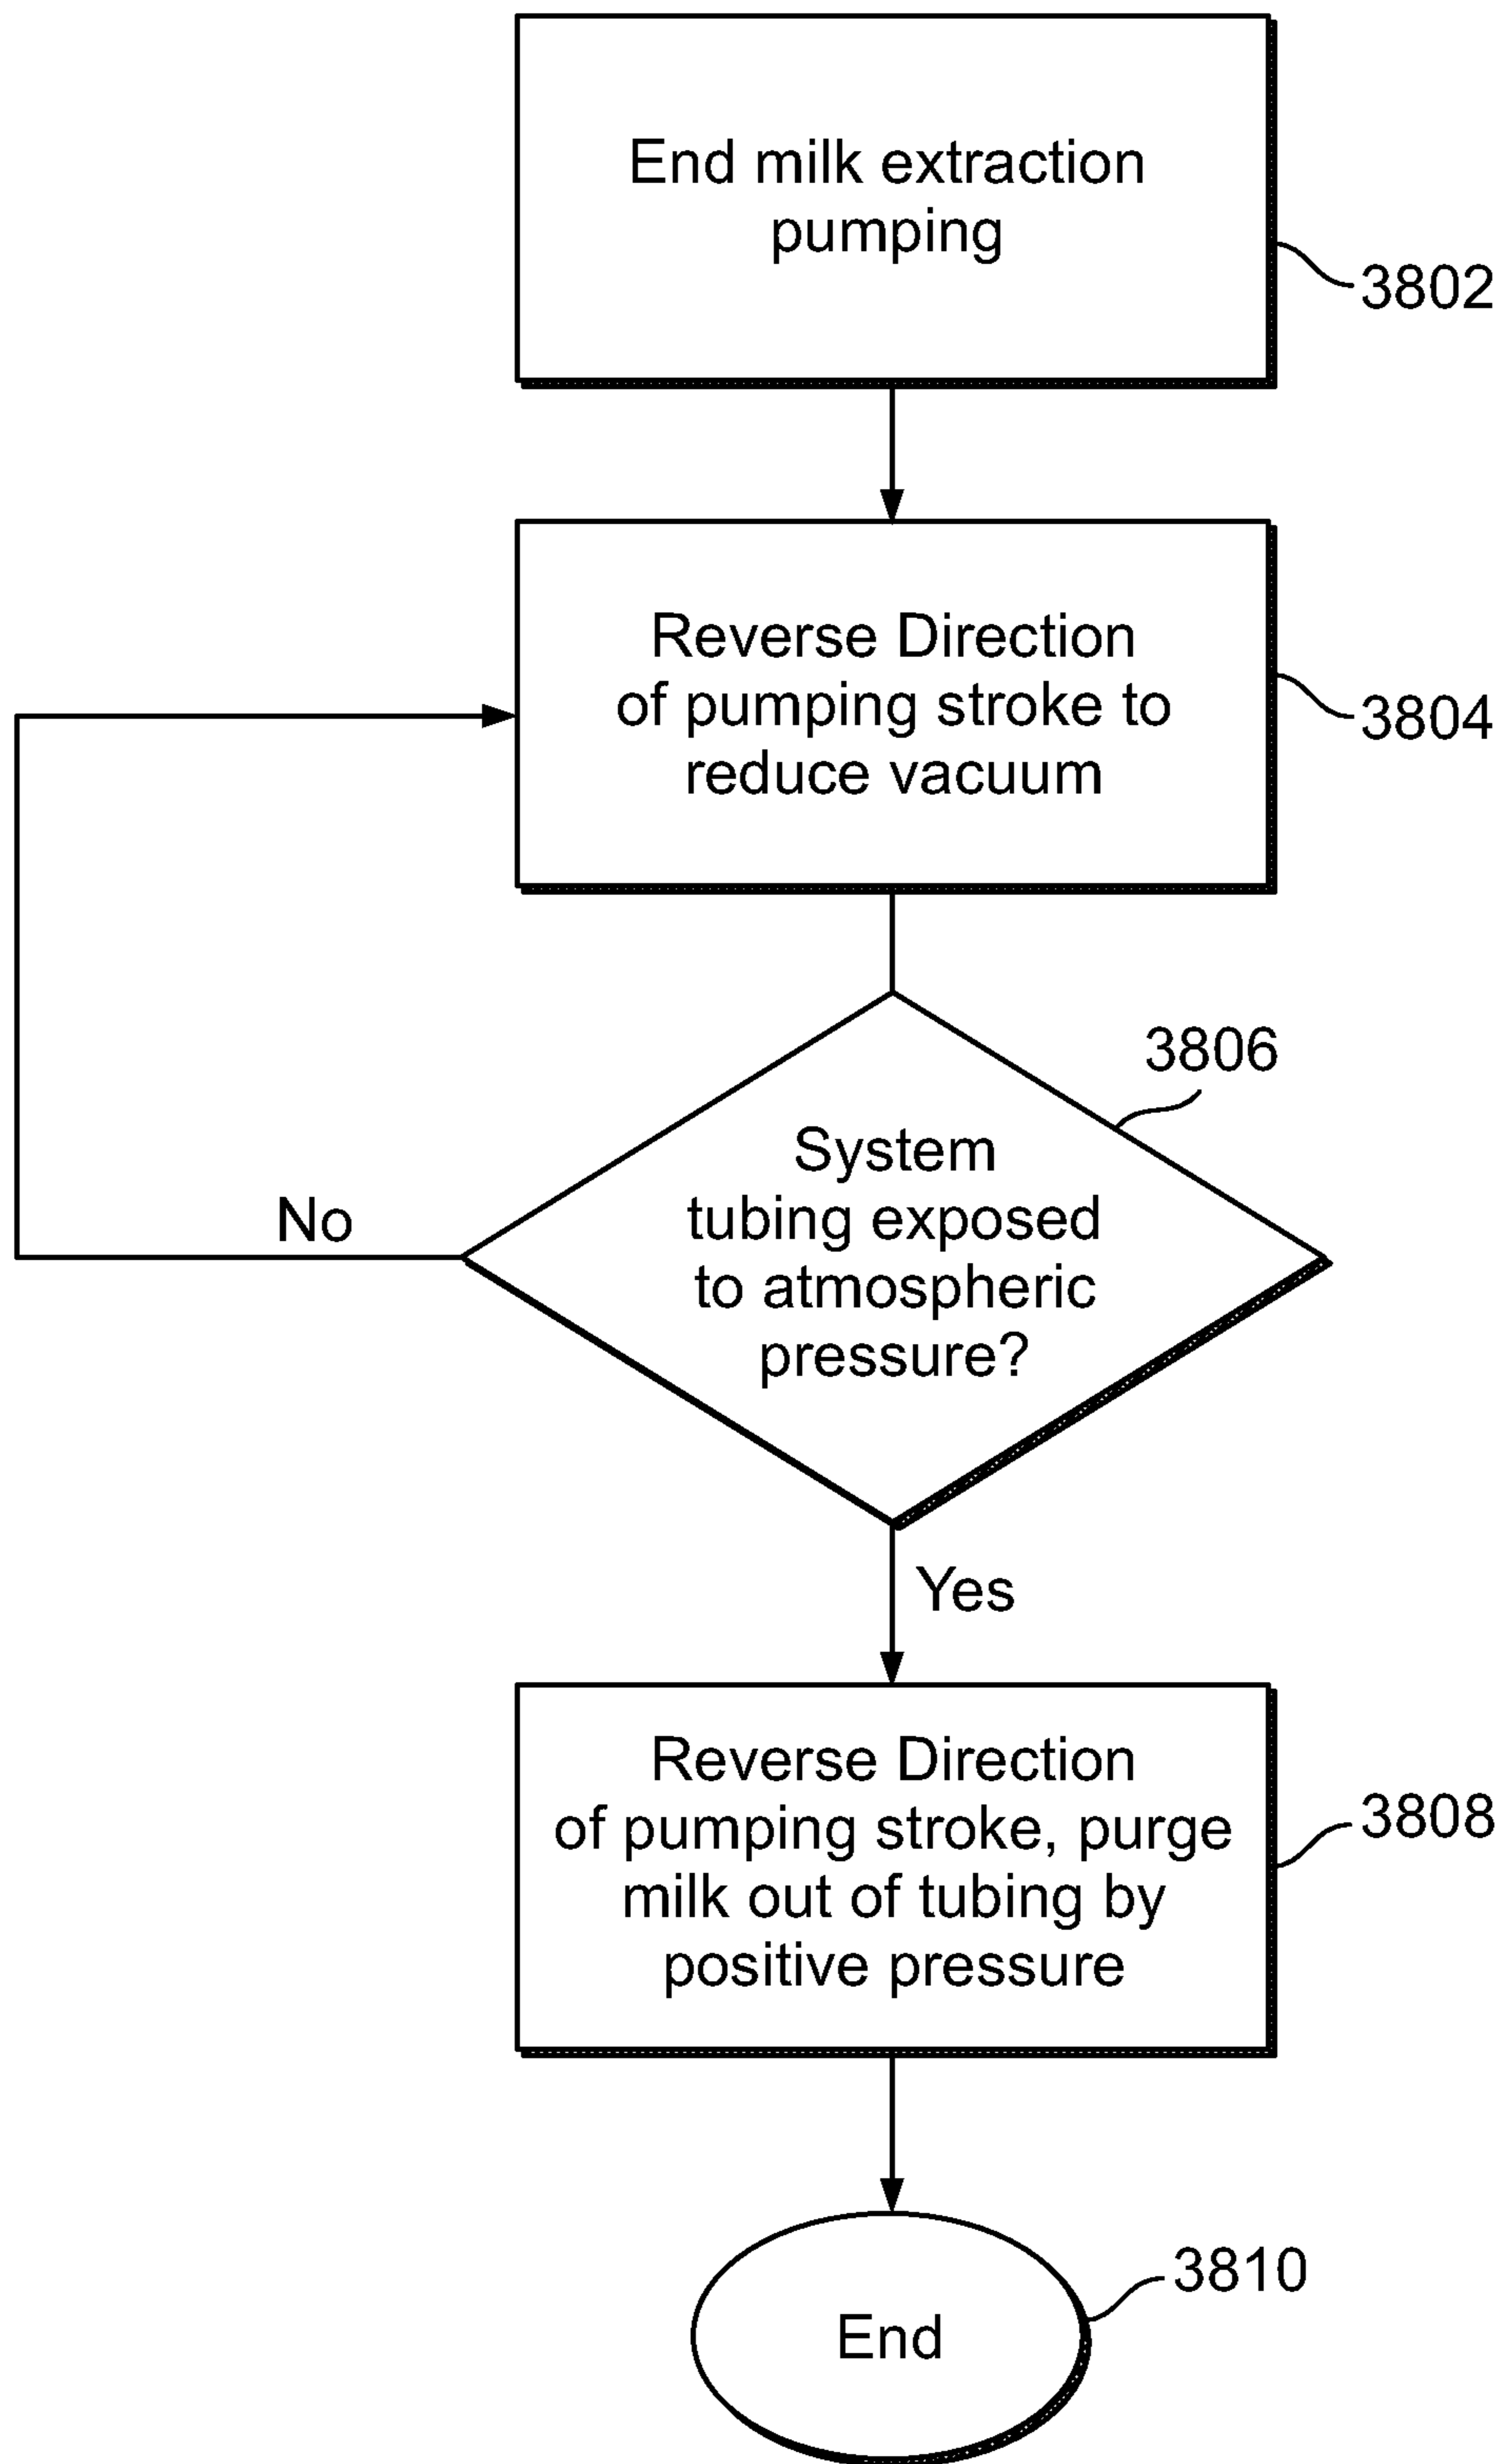 End milk extraction
pumping
3802
Reverse Direction
of pumping stroke to
reduce vacuum
3804
3806
System
tubing exposed
to atmospheric
pressure?
No
Yes
Reverse Direction
of pumping stroke, purge
milk out of tubing by
positive pressure
3808
3810
End